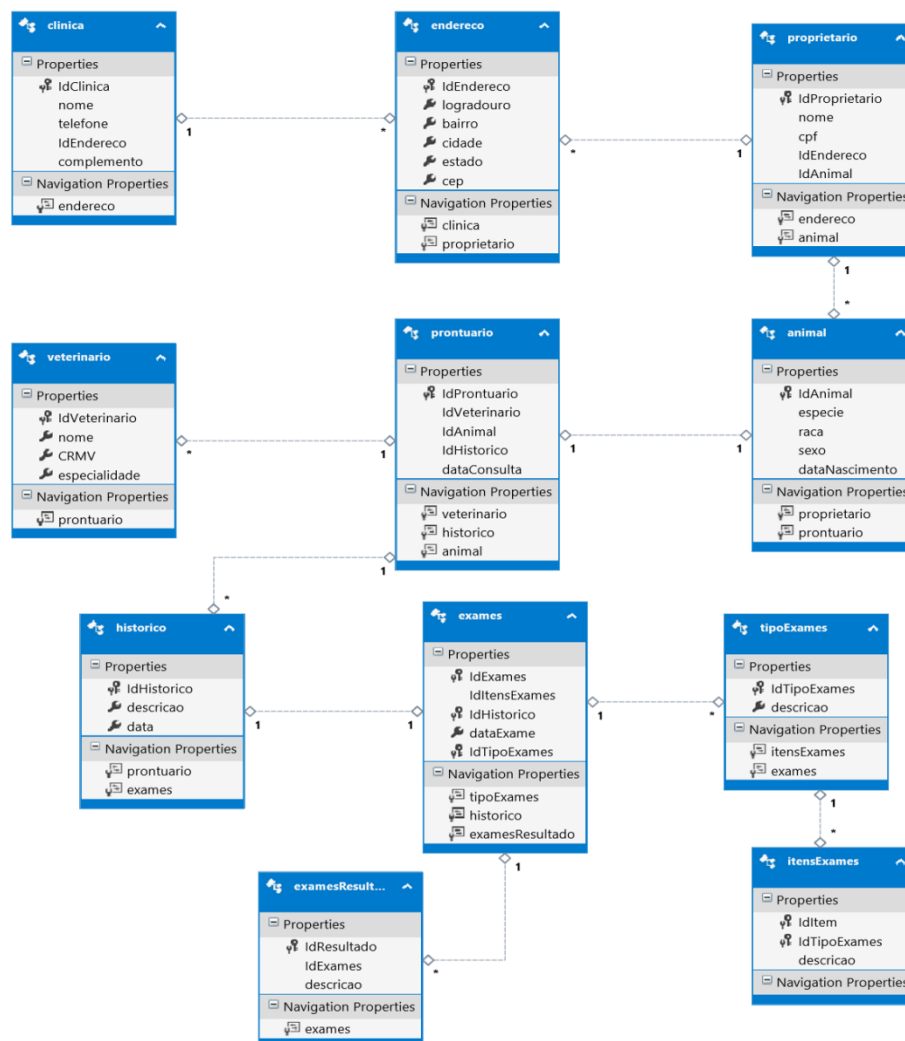 clinica
Properties
IdClinica
nome
telefone
IdEndereco
complemento
Navigation Properties
endereco
1
*
endereco
Properties
IdEndereco
logradouro
bairro
cidade
estado
cep
Navigation Properties
clinica
proprietario
*
1
proprietario
Properties
IdProprietario
nome
cpf
IdEndereco
IdAnimal
Navigation Properties
endereco
animal
1
*
veterinario
Properties
IdVeterinario
nome
CRMV
especialidade
Navigation Properties
prontuario
*
1
prontuario
Properties
IdProntuario
IdVeterinario
IdAnimal
IdHistorico
dataConsulta
Navigation Properties
veterinario
historico
animal
1
1
animal
Properties
IdAnimal
especie
raca
sexo
dataNascimento
Navigation Properties
proprietario
prontuario
1
*
historico
Properties
IdHistorico
descricao
data
Navigation Properties
prontuario
exames
1
1
exames
Properties
IdExames
IdItensExames
IdHistorico
dataExame
IdTipoExames
Navigation Properties
tipoExames
historico
examesResultado
1
*
tipoExames
Properties
IdTipoExames
descricao
Navigation Properties
itensExames
exames
1
*
1
*
examesResult...
Properties
IdResultado
IdExames
descricao
Navigation Properties
exames
itensExames
Properties
IdItem
IdTipoExames
descricao
Navigation Properties